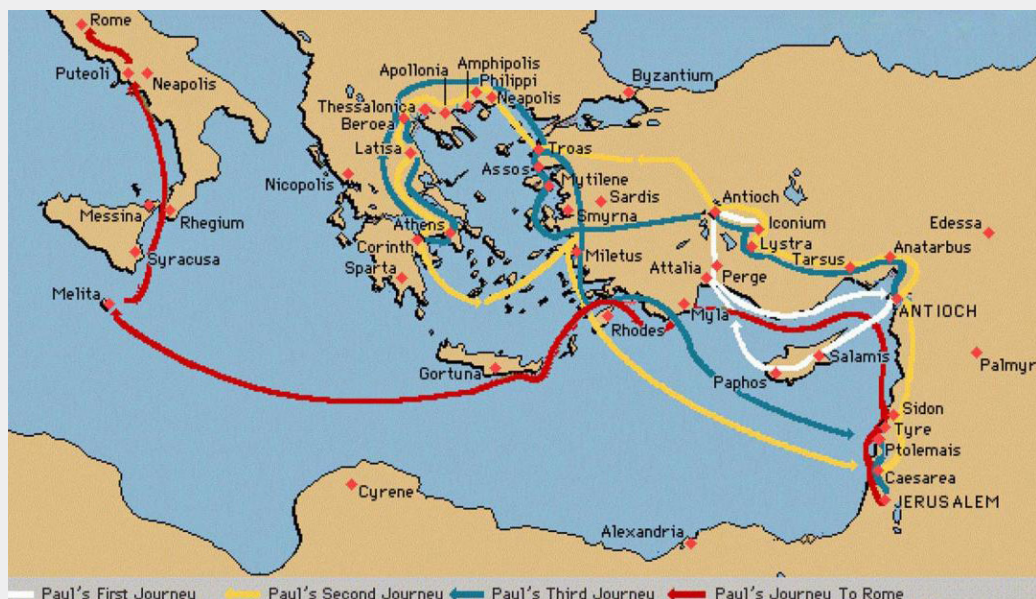 Rome
Puteoli
Neapolis
Apollonia
Amphipolis
Philippi
Neapolis
Thessalonica
Beroea
Byzantium
Latisa
Troas
Assos
Mytilene
Sardis
Smyrna
Nicopolis
Messina
Rhegium
Syracusa
Athens
Corinth
Sparta
Miletus
Antioch
Iconium
Lystra
Tarsus
Anatarbus
Edessa
Attalia
Perge
ANTIOCH
Melita
Myla
Rhodes
Salamis
Paphos
Gortuna
Palmyr
Sidon
Tyre
Ptolemais
Caesarea
JERUSALEM
Cyrene
Alexandria
Paul's First Journey
Paul's Second Journey
Paul's Third Journey
Paul's Journey To Rome